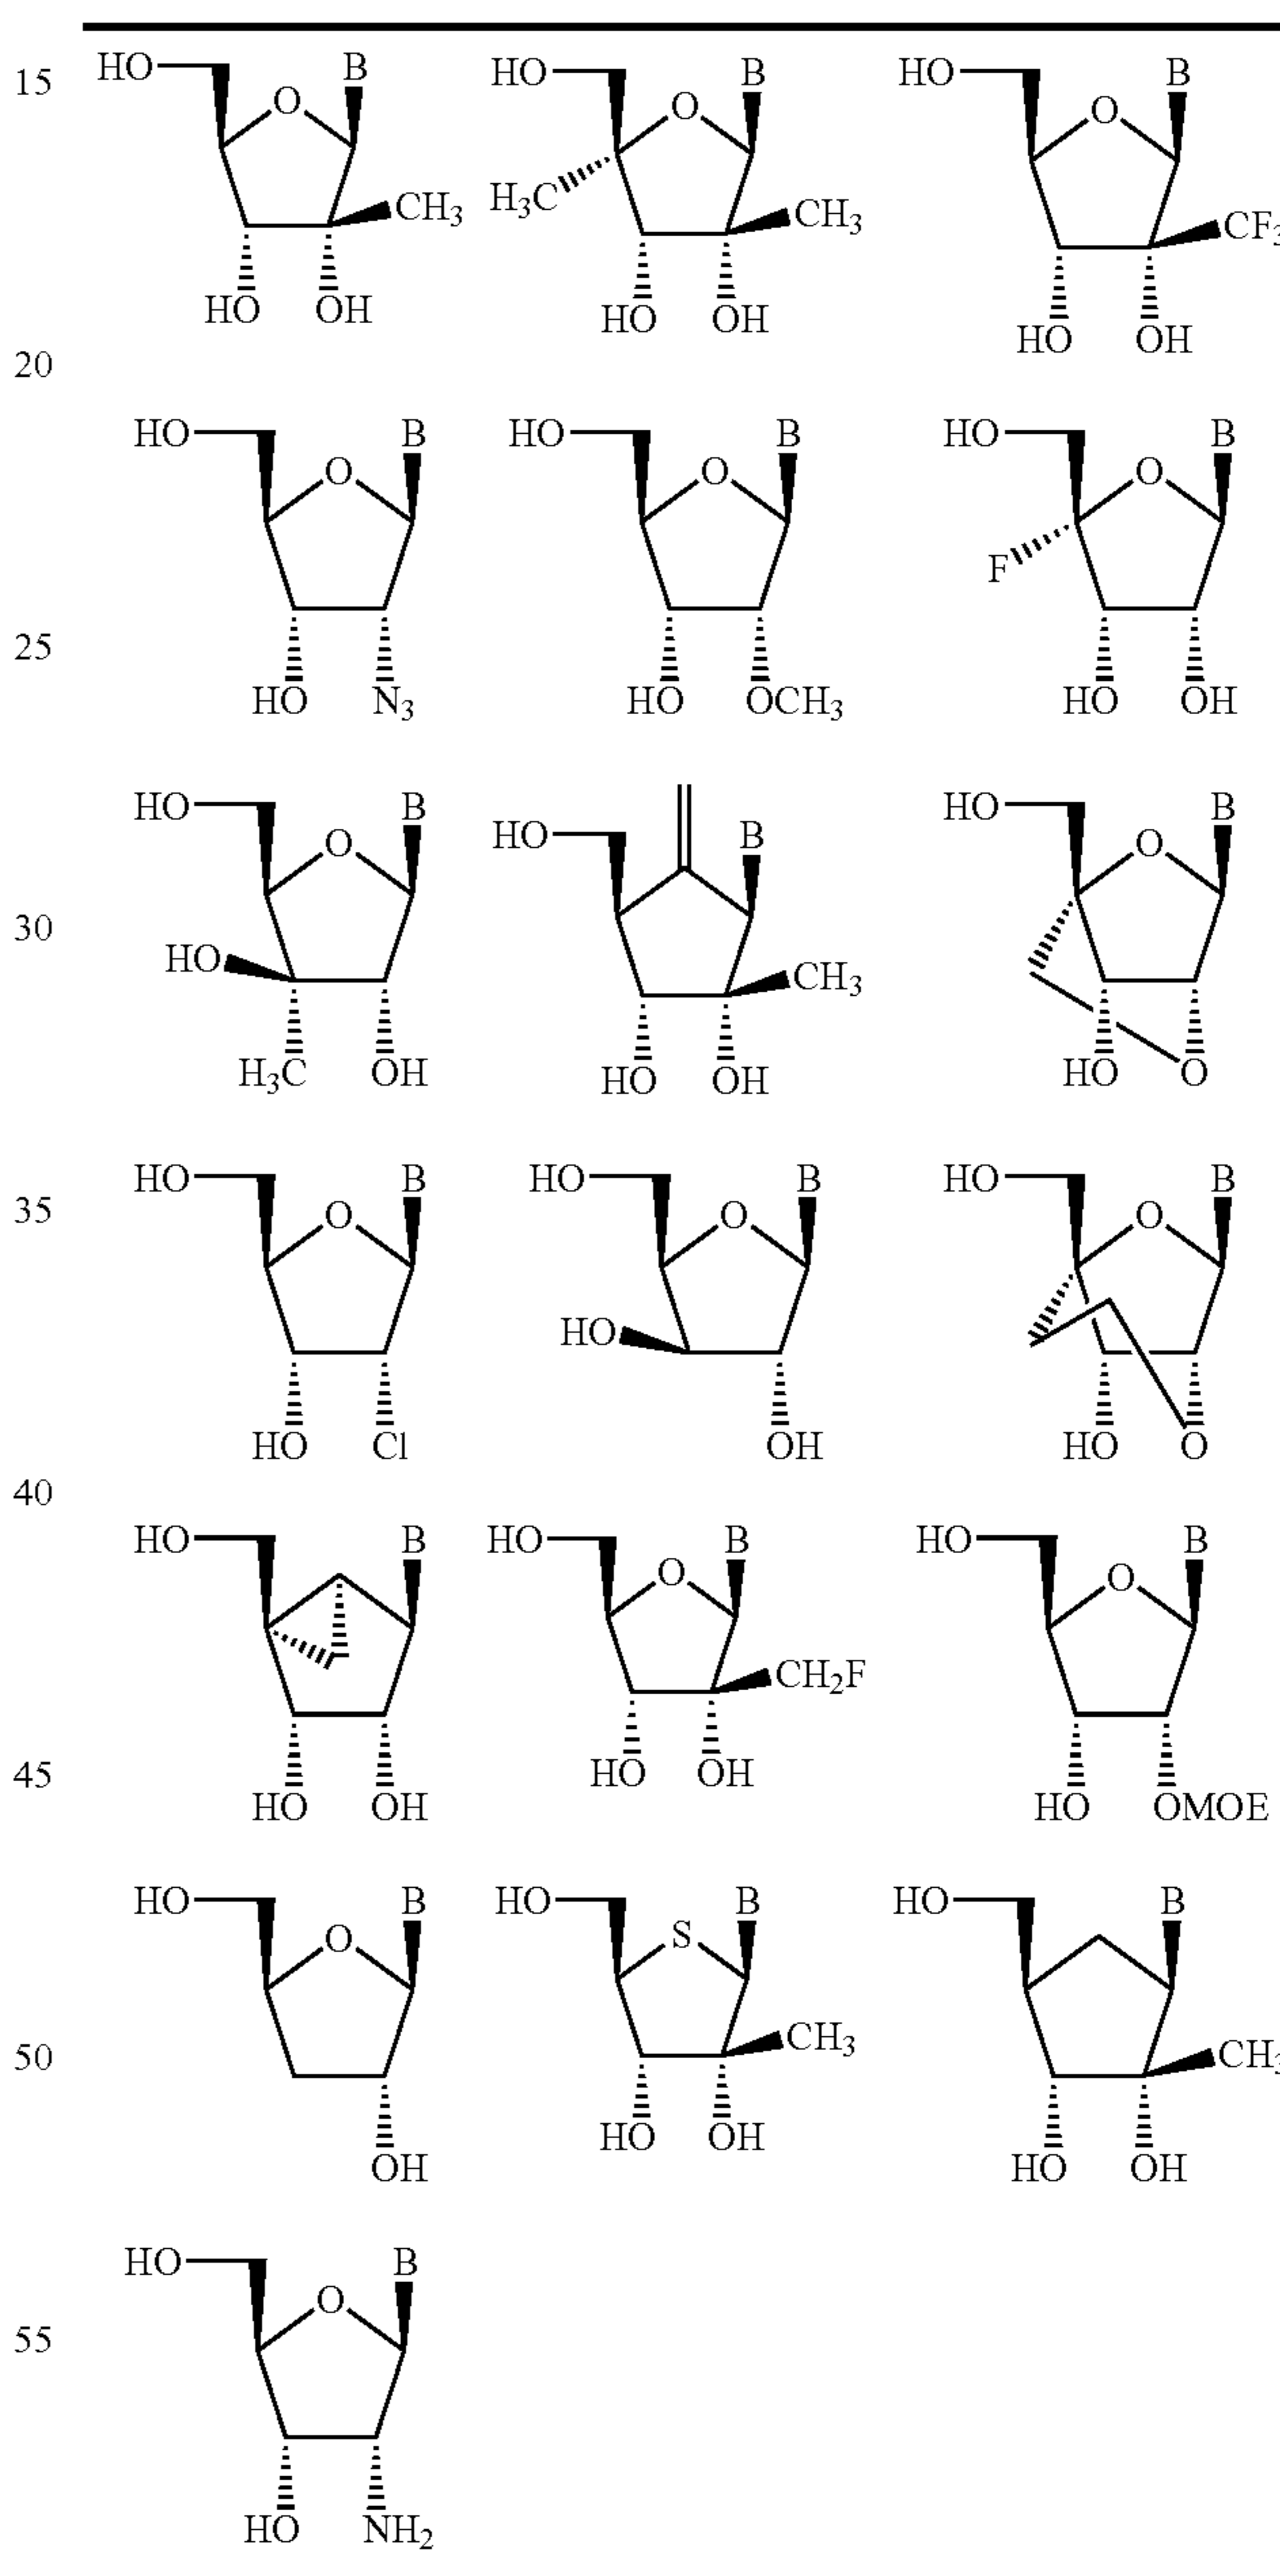 15 HO B HO B HO B
O O O
H3C
CH3 CH3 CF3
HO OH HO OH HO OH
20
HO B HO B HO B
O O O
F
25
HO N3 HO OCH3 HO OH
HO B HO B HO B
O O
30
HO CH3
H3C OH HO OH HO O
35 HO B HO B HO B
O O O
HO
HO Cl OH HO O
40
HO B HO B HO B
O O
CH2F
45 HO OH
HO OH HO OMOE
HO B HO B HO B
O S
50 CH3 CH3
HO OH
OH HO OH
HO B
O
55
HO NH2